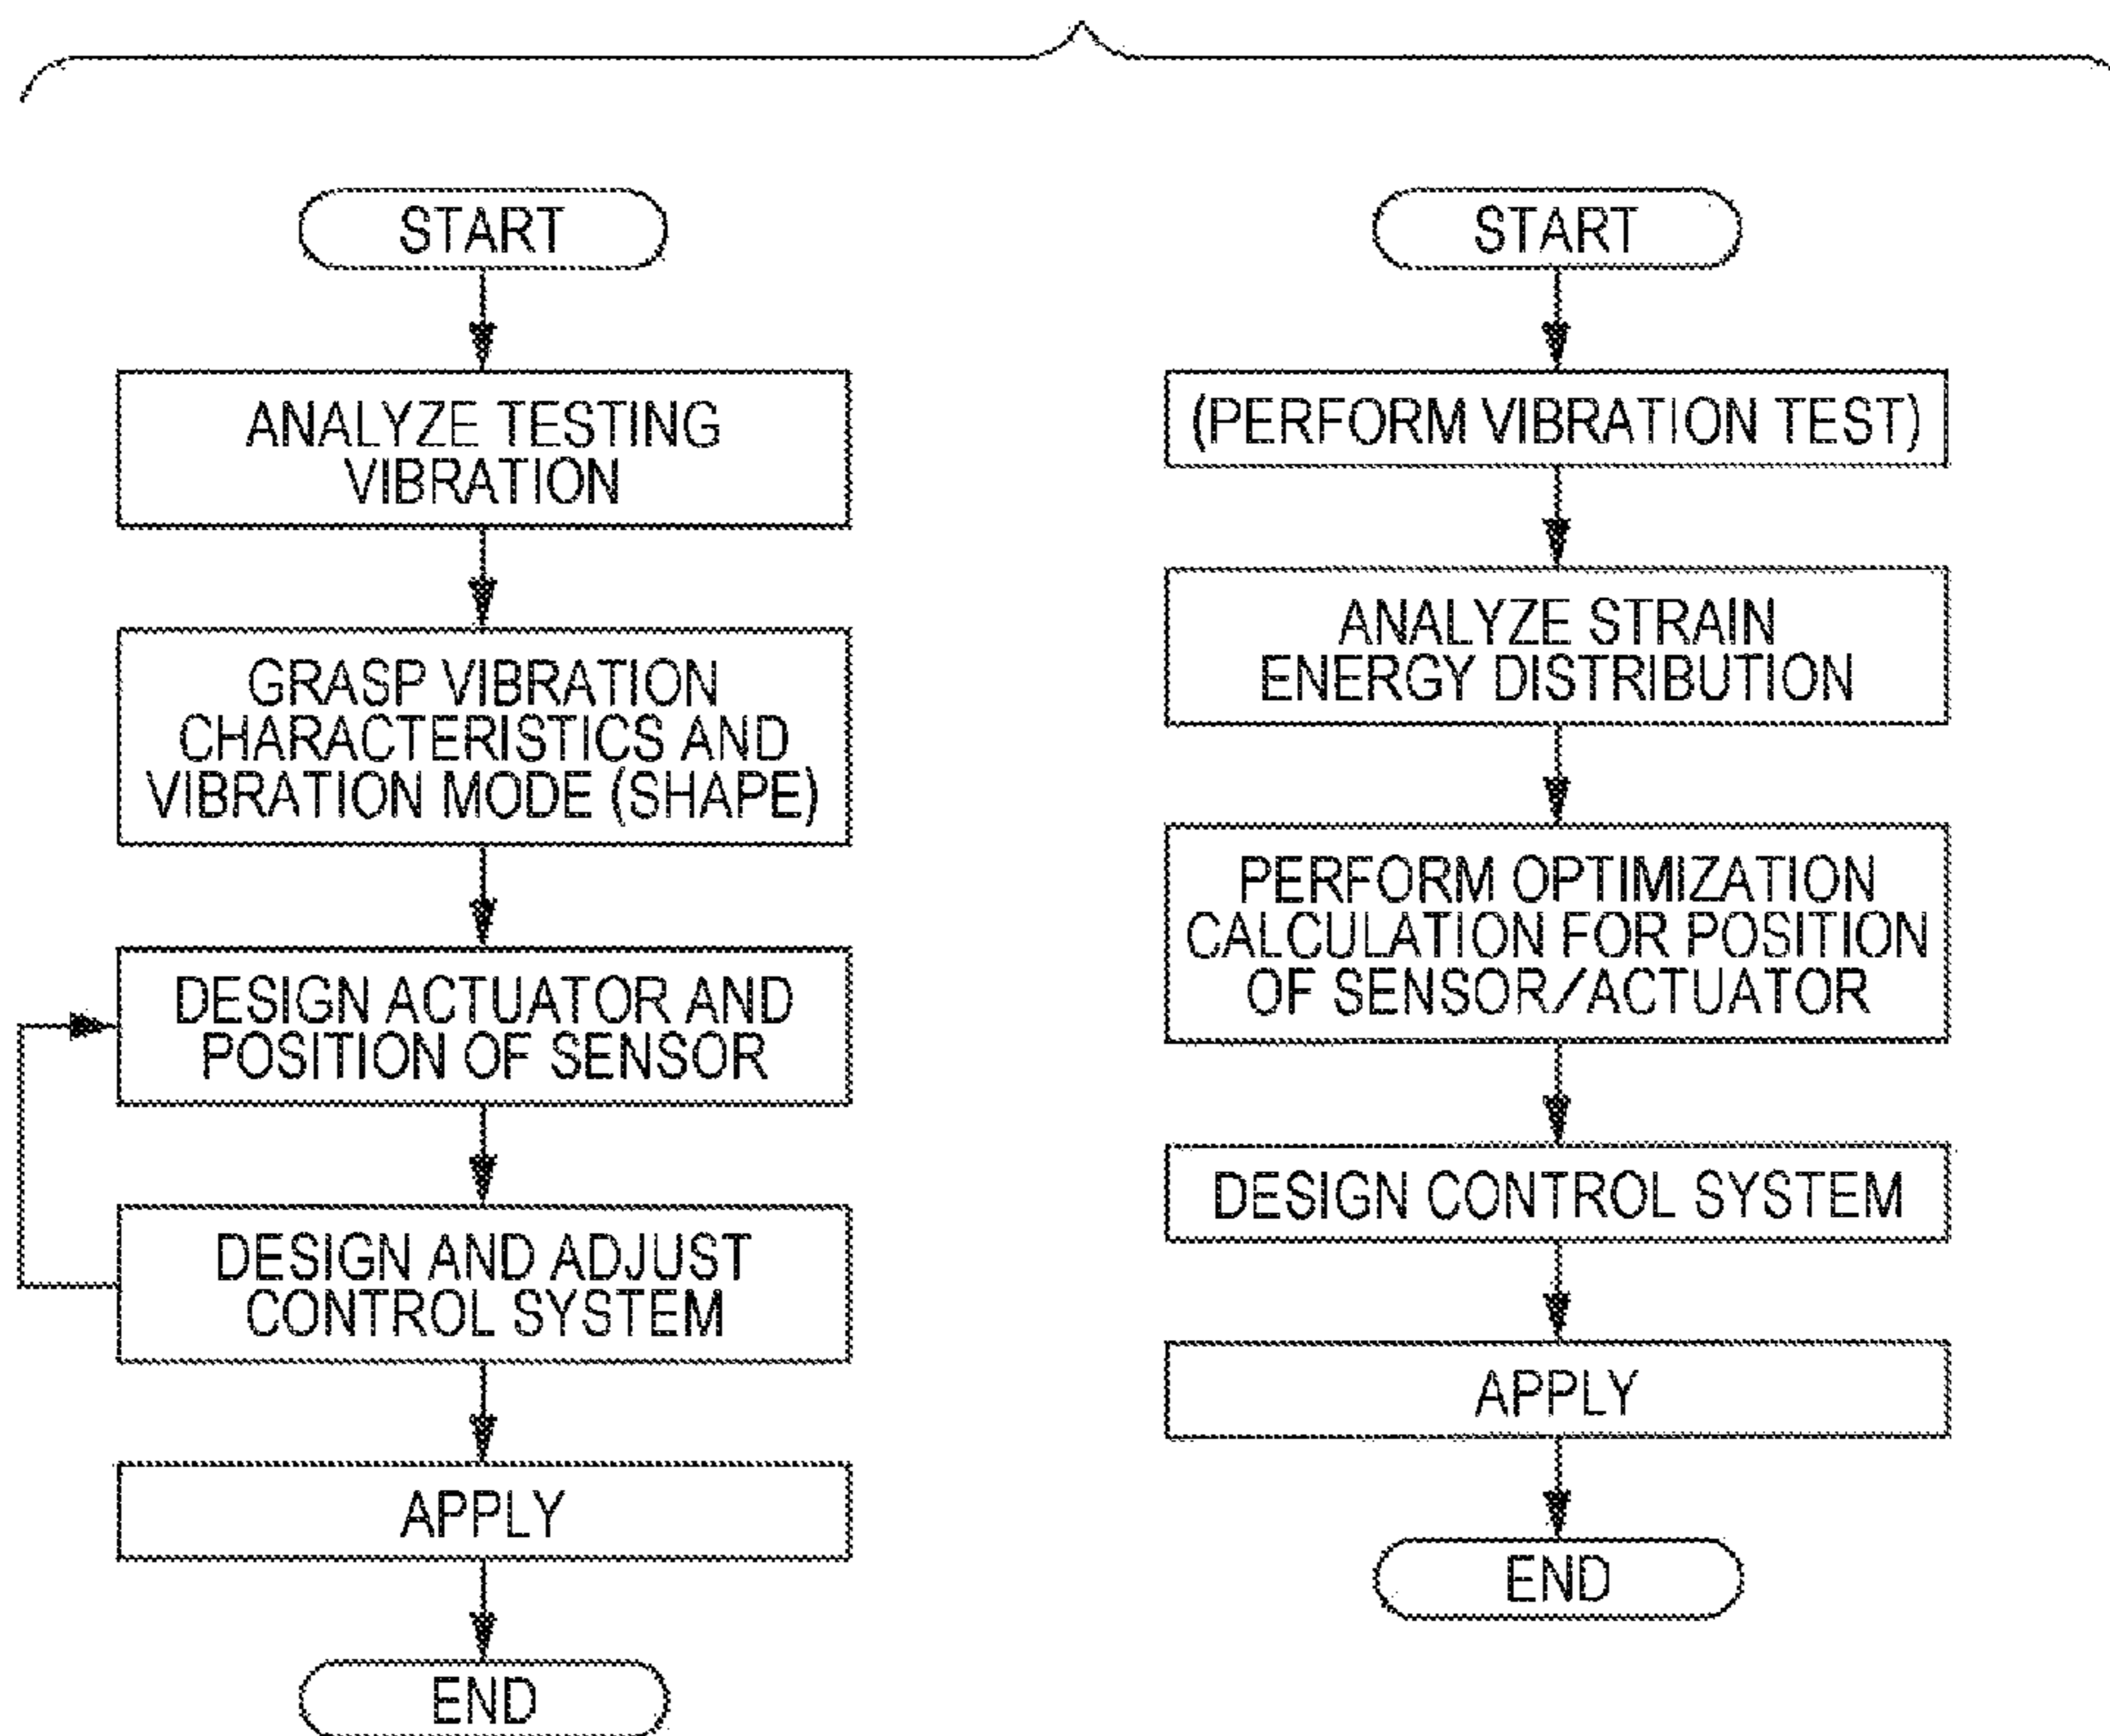 START
ANALYZE TESTING
VIBRATION
GRASP VIBRATION
CHARACTERISTICS AND
VIBRATION MODE (SHAPE)
DESIGN ACTUATOR AND
POSITION OF SENSOR
DESIGN AND ADJUST
CONTROL SYSTEM
APPLY
END
START
(PERFORM VIBRATION TEST)
ANALYZE STRAIN
ENERGY DISTRIBUTION
PERFORM OPTIMIZATION
CALCULATION FOR POSITION
OF SENSOR/ACTUATOR
DESIGN CONTROL SYSTEM
APPLY
END